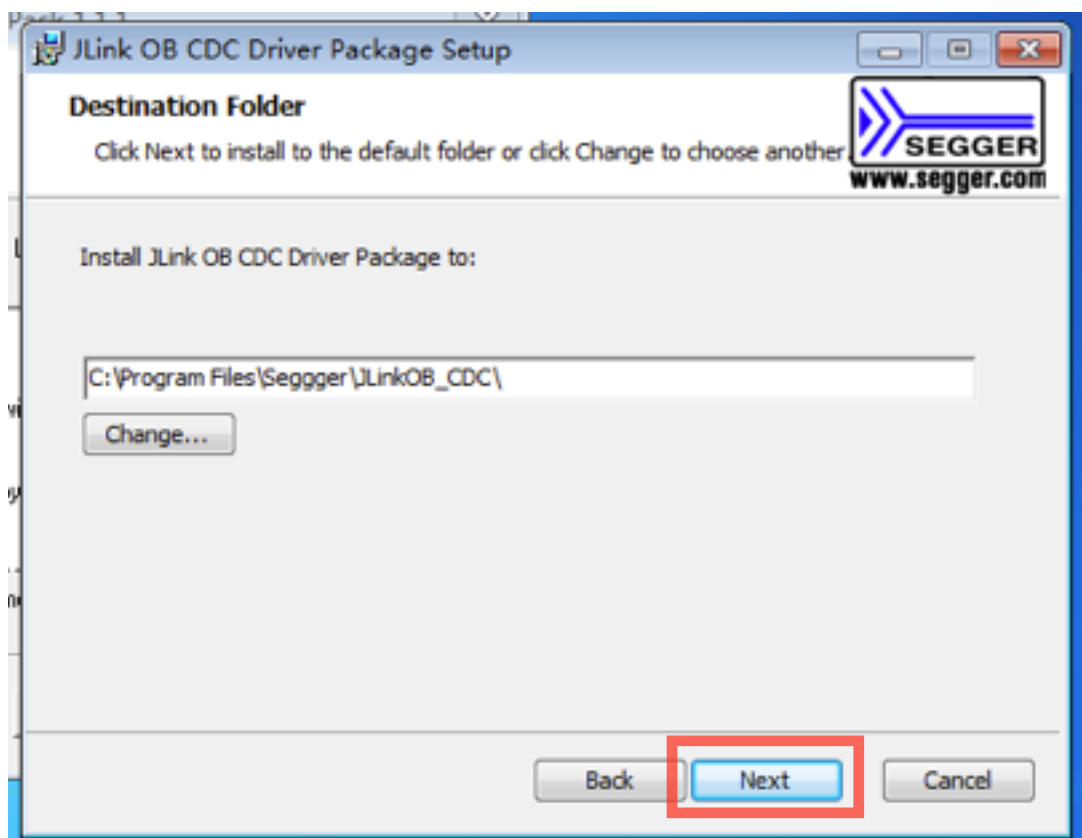 JLink OB CDC Driver Package Setup
Destination Folder
Click Next to install to the default folder or click Change to choose another
SEGGER
www.segger.com
Install JLink OB CDC Driver Package to:
C:\Program Files\Seggger\JLinkOB_CDC\
Change...
Back
Next
Cancel